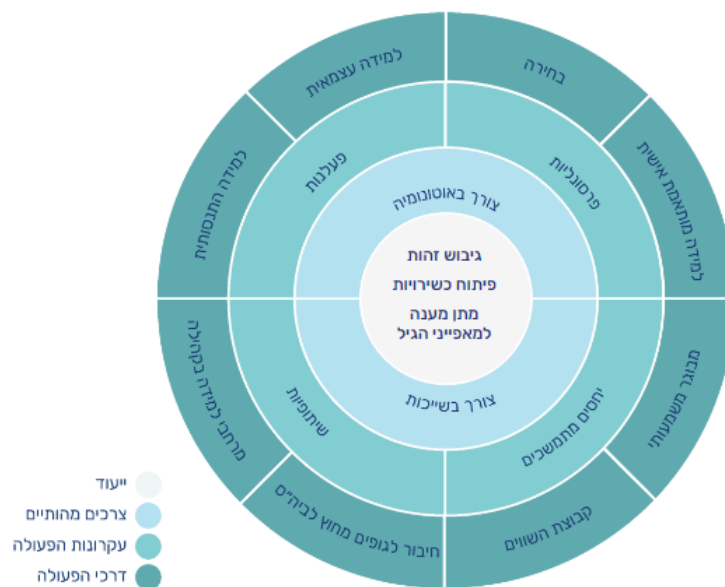 בחירה
למידה מותאמת אישית
מבוגר משמעותי
קבוצת השווים
חיבור לגופים מחוץ לביה"ם
מרחבי למידה בקהילה
למידה התנסותית
למידה עצמאית
פרסונליות
יחסים מתמשכים
שיתופיות
פעלנות
צורך באוטונומיה
צורך בשייכות
גיבוש זהות
פיתוח כשירויות
מתן מענה
למאפייני הגיל
ייעוד
צרכים מהותיים
עקרונות הפעולה
דרכי הפעולה